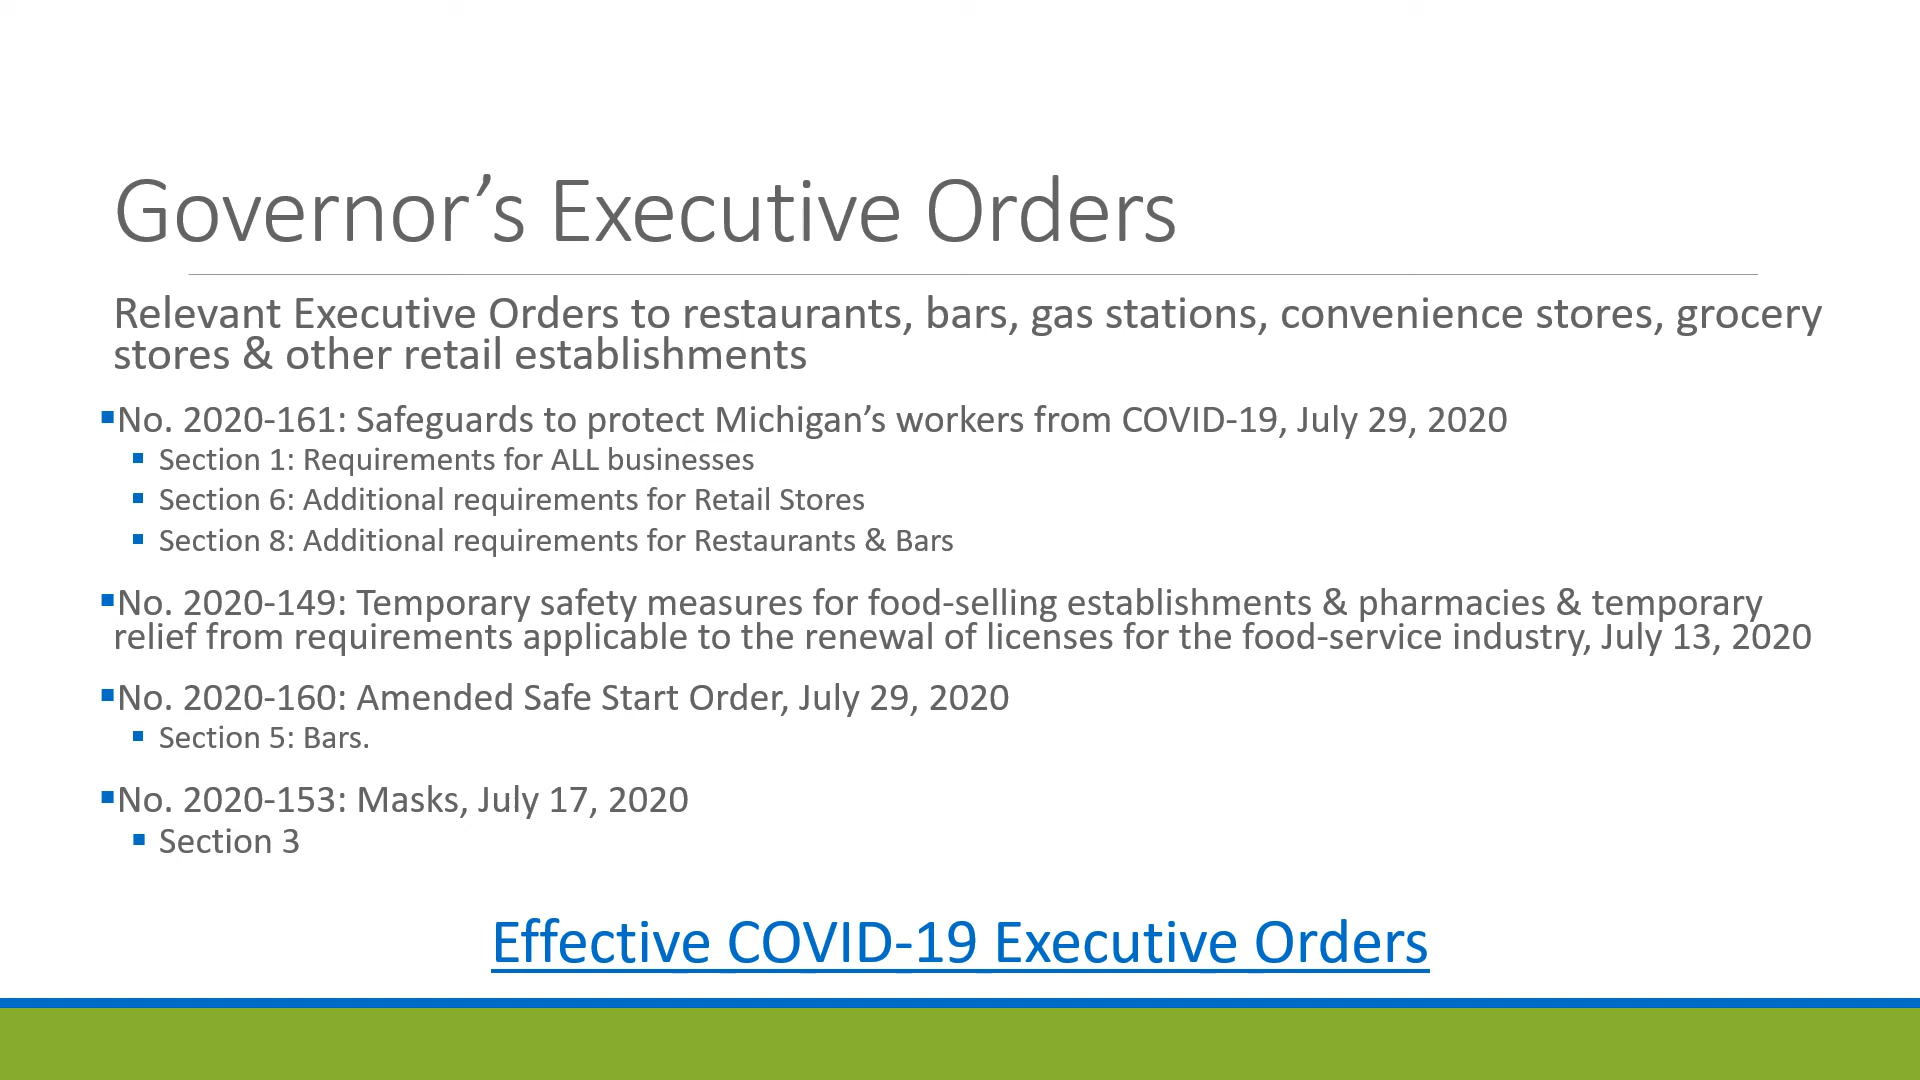 Governor’s Executive Orders
Relevant Executive Orders to restaurants, bars, gas stations, convenience stores, grocery
stores & other retail establishments
▪No. 2020-161: Safeguards to protect Michigan’s workers from COVID-19, July 29, 2020
▪ Section 1: Requirements for ALL businesses
▪ Section 6: Additional requirements for Retail Stores
▪ Section 8: Additional requirements for Restaurants & Bars
▪No. 2020-149: Temporary safety measures for food-selling establishments & pharmacies & temporary
relief from requirements applicable to the renewal of licenses for the food-service industry, July 13, 2020
▪No. 2020-160: Amended Safe Start Order, July 29, 2020
▪ Section 5: Bars.
▪No. 2020-153: Masks, July 17, 2020
▪ Section 3
Effective COVID-19 Executive Orders